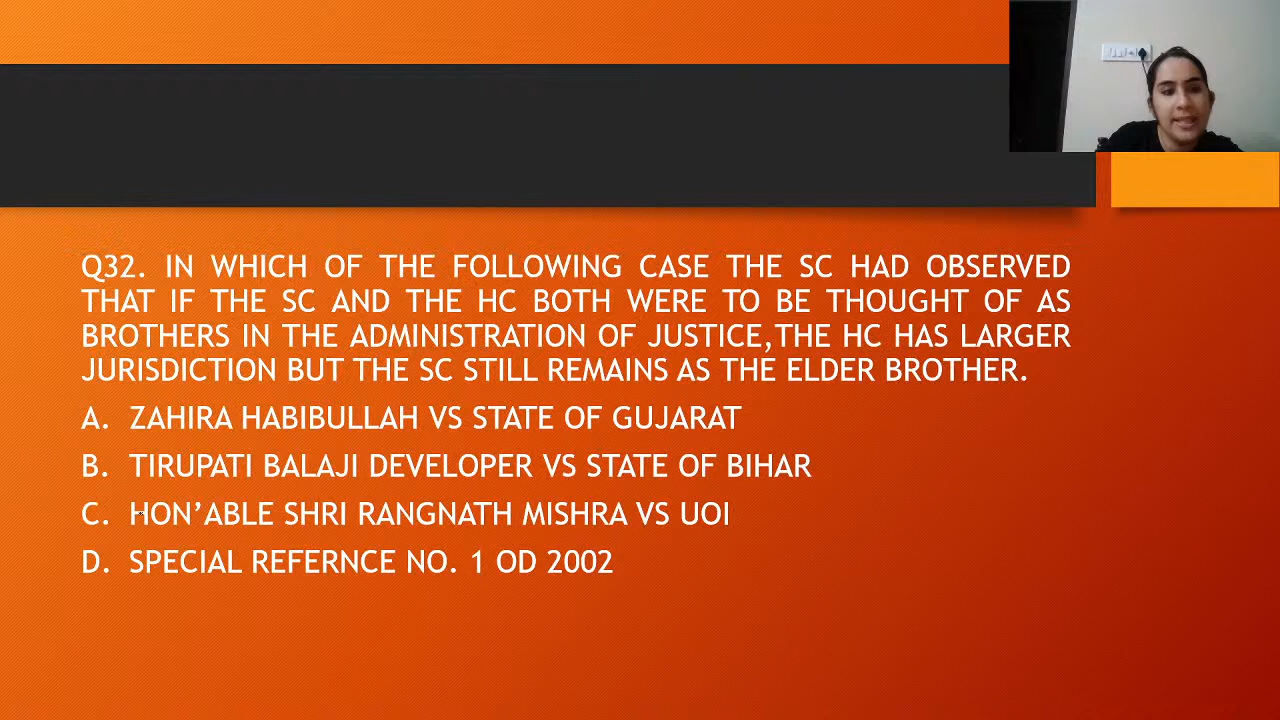 Q32. IN WHICH OF THE FOLLOWING CASE THE SC HAD OBSERVED
THAT IF THE SC AND THE HC BOTH WERE TO BE THOUGHT OF AS
BROTHERS IN THE ADMINISTRATION OF JUSTICE,THE HC HAS LARGER
JURISDICTION BUT THE SC STILL REMAINS AS THE ELDER BROTHER.
A. ZAHIRA HABIBULLAH VS STATE OF GUJARAT
B. TIRUPATI BALAJI DEVELOPER VS STATE OF BIHAR
C. HON’ABLE SHRI RANGNATH MISHRA VS UOI
D. SPECIAL REFERNCE NO. 1 OD 2002